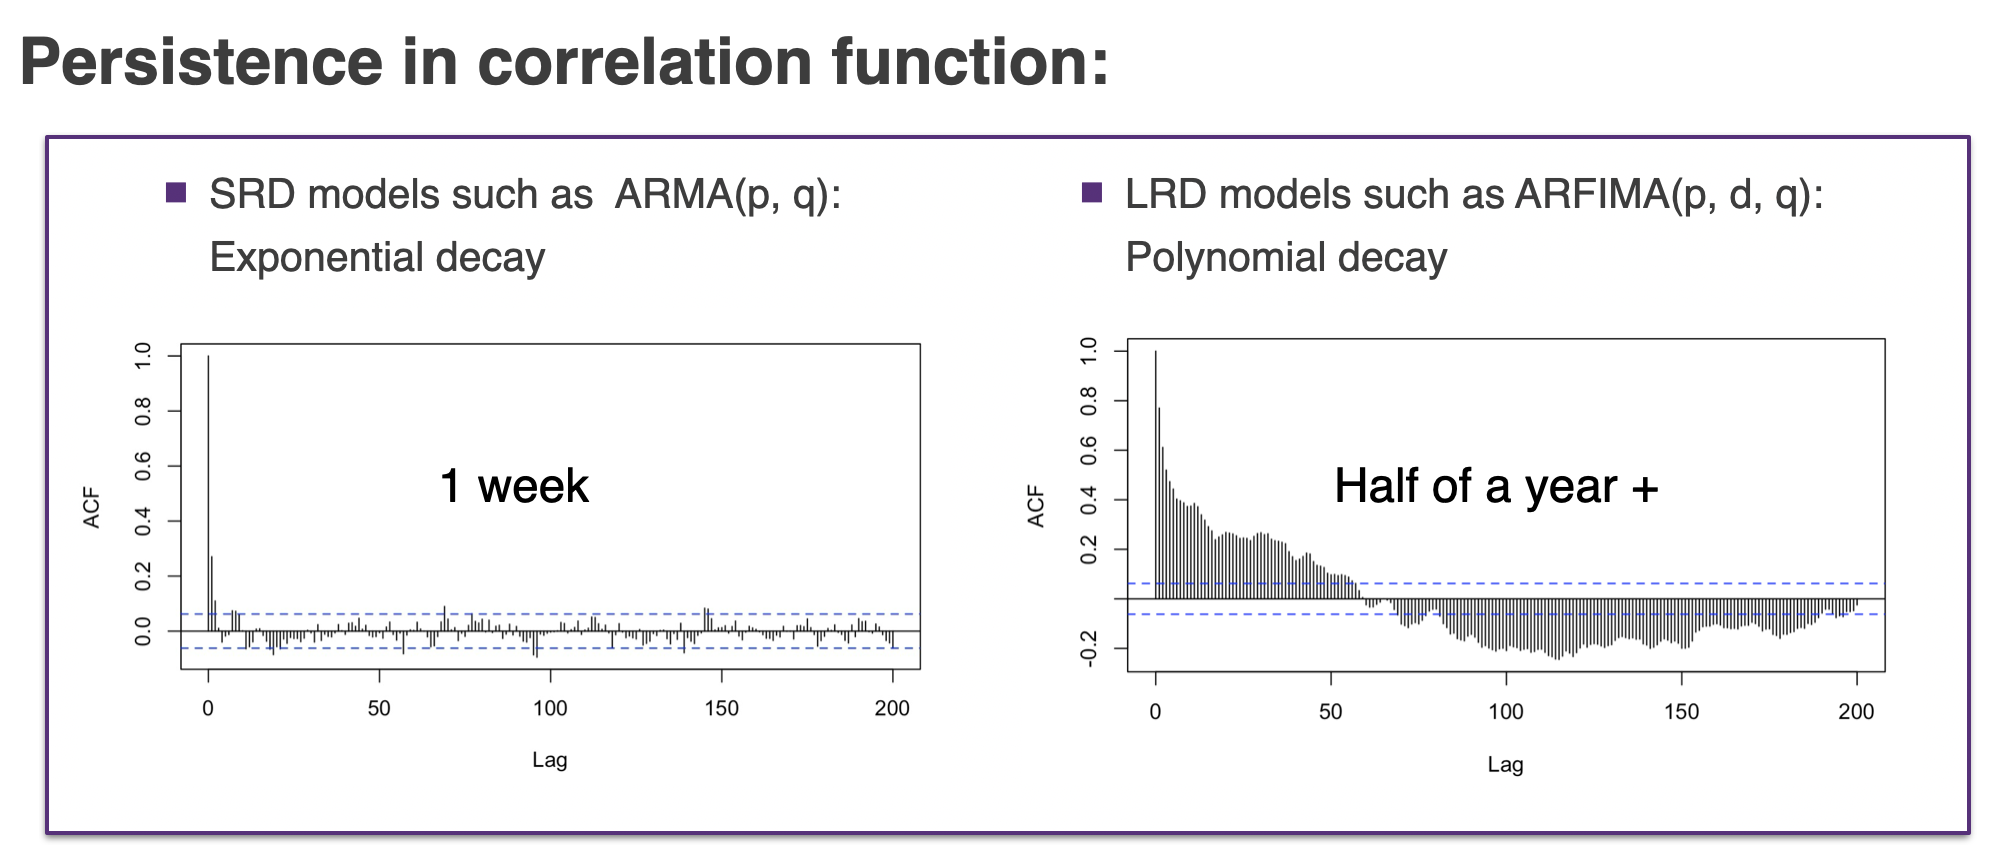 Persistence in correlation function:
SRD models such as ARMA(p, q):
Exponential decay
1.0
0.8
0.6
0.4
0.2
0.0
ACF
1 week
0 50 100 150 200
Lag
LRD models such as ARFIMA(p, d, q):
Polynomial decay
1.0
0.8
0.6
0.4
0.2
-0.2
ACF
Half of a year +
0 50 100 150 200
Lag